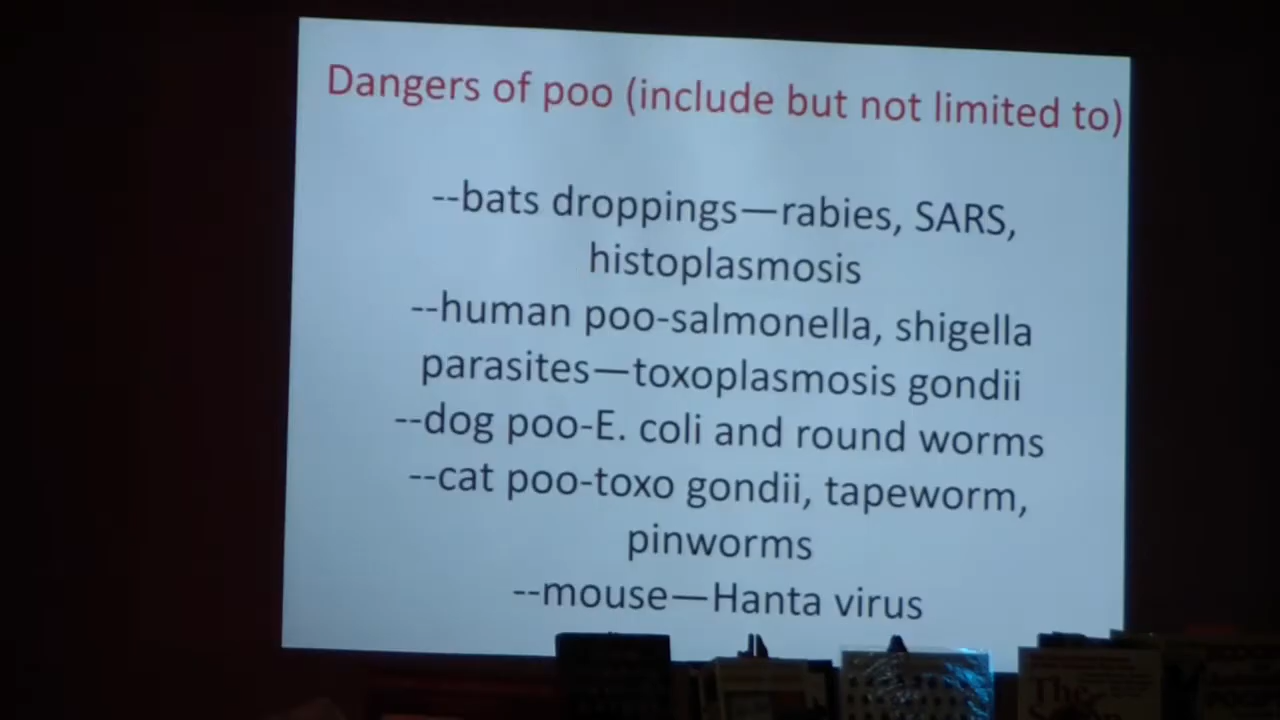 Dangers of poo (include but not limited to)
--bats droppings—rabies, SARS,
histoplasmosis
--human poo-salmonella, shigella
parasites—toxoplasmosis gondii
--dog poo-E. coli and round worms
--cat poo-toxo gondii, tapeworm,
pinworms
--mouse—Hanta virus
The